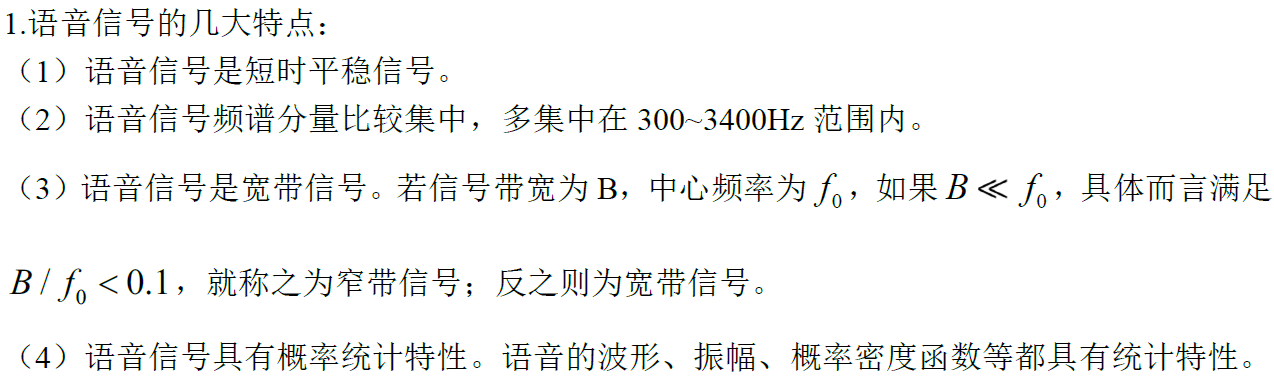 1.语音信号的几大特点：
（1）语音信号是短时平稳信号。
（2）语音信号频谱分量比较集中，多集中在 300~3400Hz 范围内。
（3）语音信号是宽带信号。若信号带宽为 B，中心频率为 f₀，如果 B ≪ f₀，具体而言满足
B / f₀ < 0.1，就称之为窄带信号；反之则为宽带信号。
（4）语音信号具有概率统计特性。语音的波形、振幅、概率密度函数等都具有统计特性。